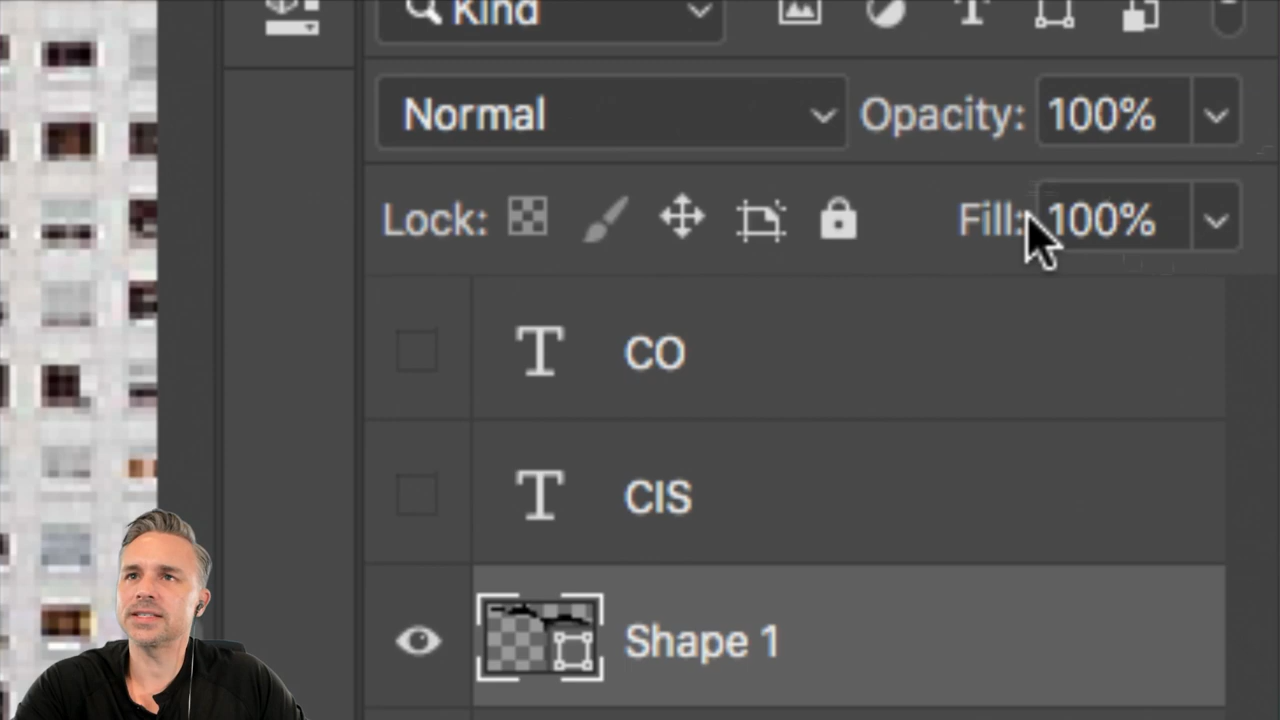 Kind
Normal Opacity: 100%
Lock: Fill: 100%
T CO
T CIS
Shape 1